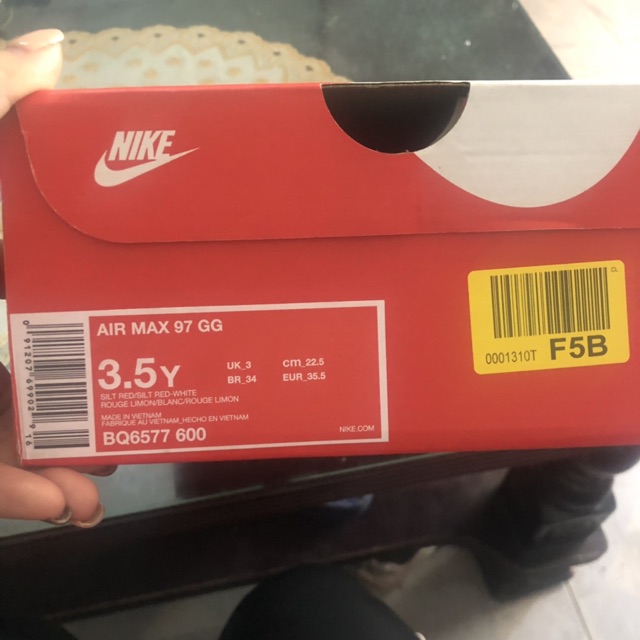 NIKE
0001310T F5B
AIR MAX 97 GG
3.5Y
UK_3 cm_22.5
BR_34 EUR_35.5
SILT RED/SILT RED-WHITE
ROUGE LIMON/BLANC/ROUGE LIMON
MADE IN VIETNAM
FABRIQUÉ AU VIETNAM_HECHO EN VIETNAM
BQ6577 600
NIKE.COM